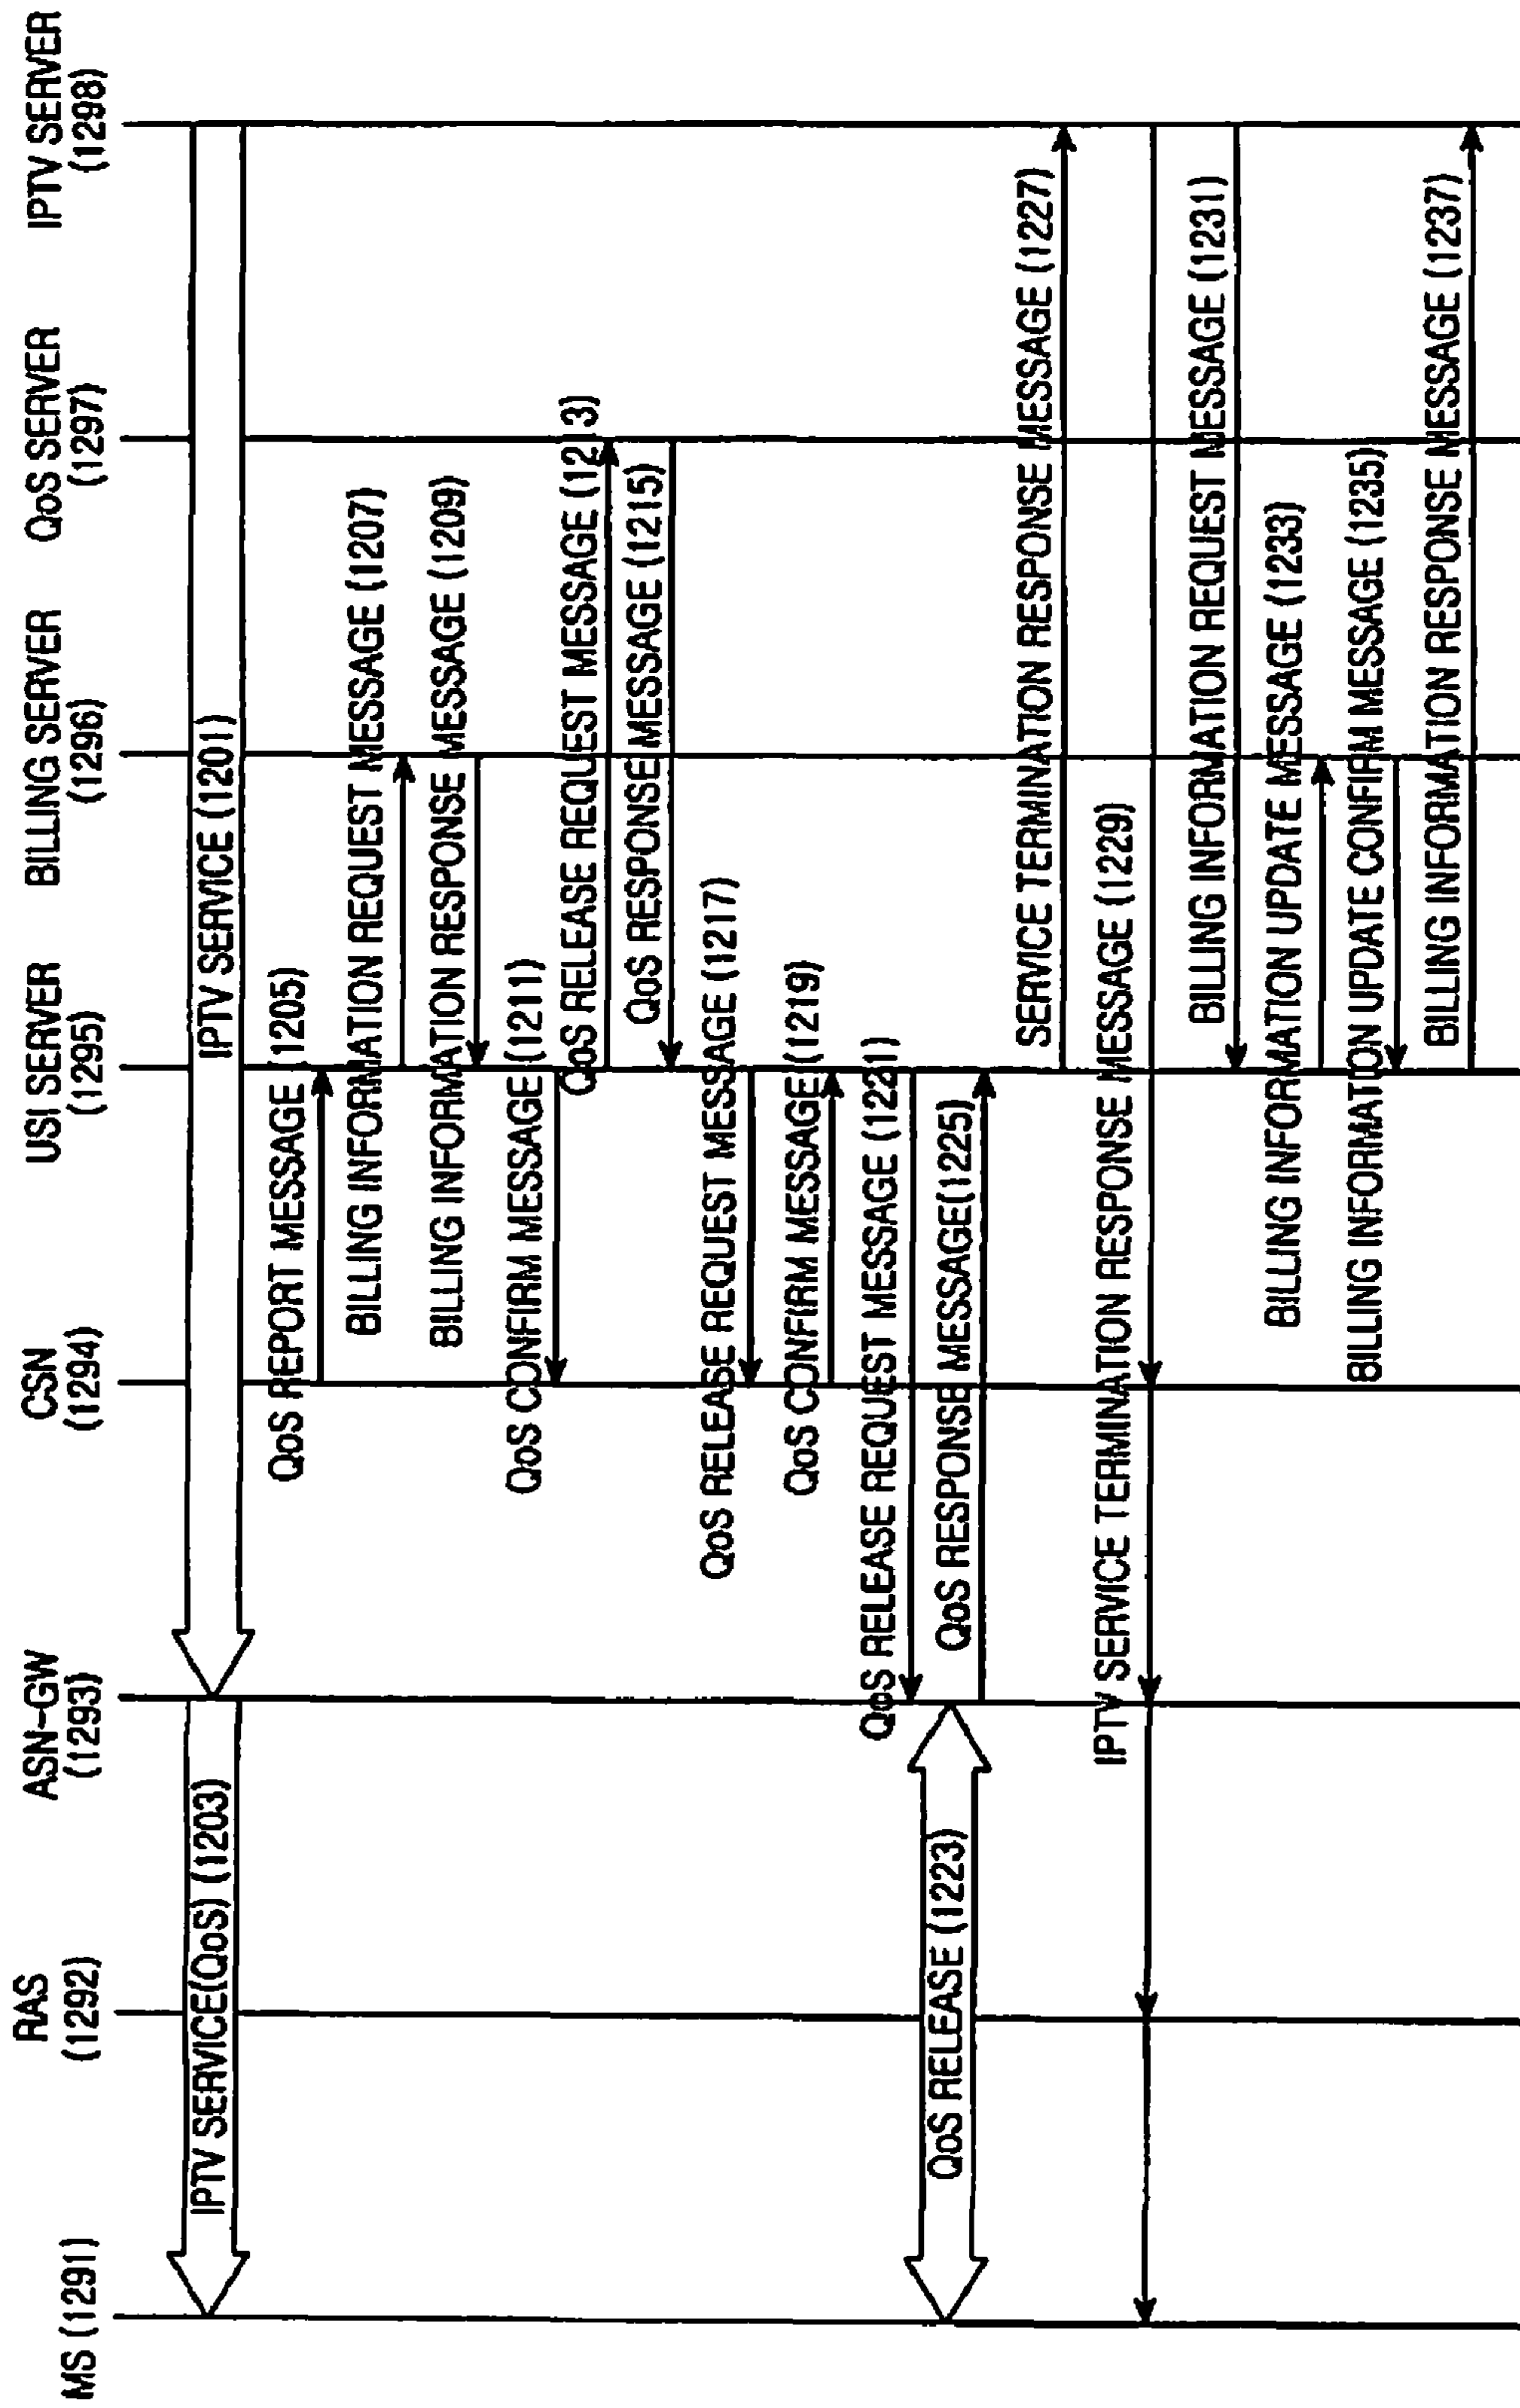 MS (1291)
RAS
(1292)
ASN-GW
(1293)
CSN
(1294)
USI SERVER
(1295)
BILLING SERVER
(1296)
QoS SERVER
(1297)
IPTV SERVER
(1298)
IPTV SERVICE (1201)
IPTV SERVICE(QoS) (1203)
QoS REPORT MESSAGE (1205)
BILLING INFORMATION REQUEST MESSAGE (1207)
BILLING INFORMATION RESPONSE MESSAGE (1209)
QoS CONFIRM MESSAGE (1211)
QoS RELEASE REQUEST MESSAGE (1213)
QoS RESPONSE MESSAGE (1215)
QoS RELEASE REQUEST MESSAGE (1217)
QoS CONFIRM MESSAGE (1219)
QoS RELEASE REQUEST MESSAGE (1221)
QoS RELEASE (1223)
QoS RESPONSE MESSAGE(1225)
SERVICE TERMINATION RESPONSE MESSAGE (1227)
IPTV SERVICE TERMINATION RESPONSE MESSAGE (1229)
BILLING INFORMATION REQUEST MESSAGE (1231)
BILLING INFORMATION UPDATE MESSAGE (1233)
BILLING INFORMATION UPDATE CONFIRM MESSAGE (1235)
BILLING INFORMATION RESPONSE MESSAGE (1237)